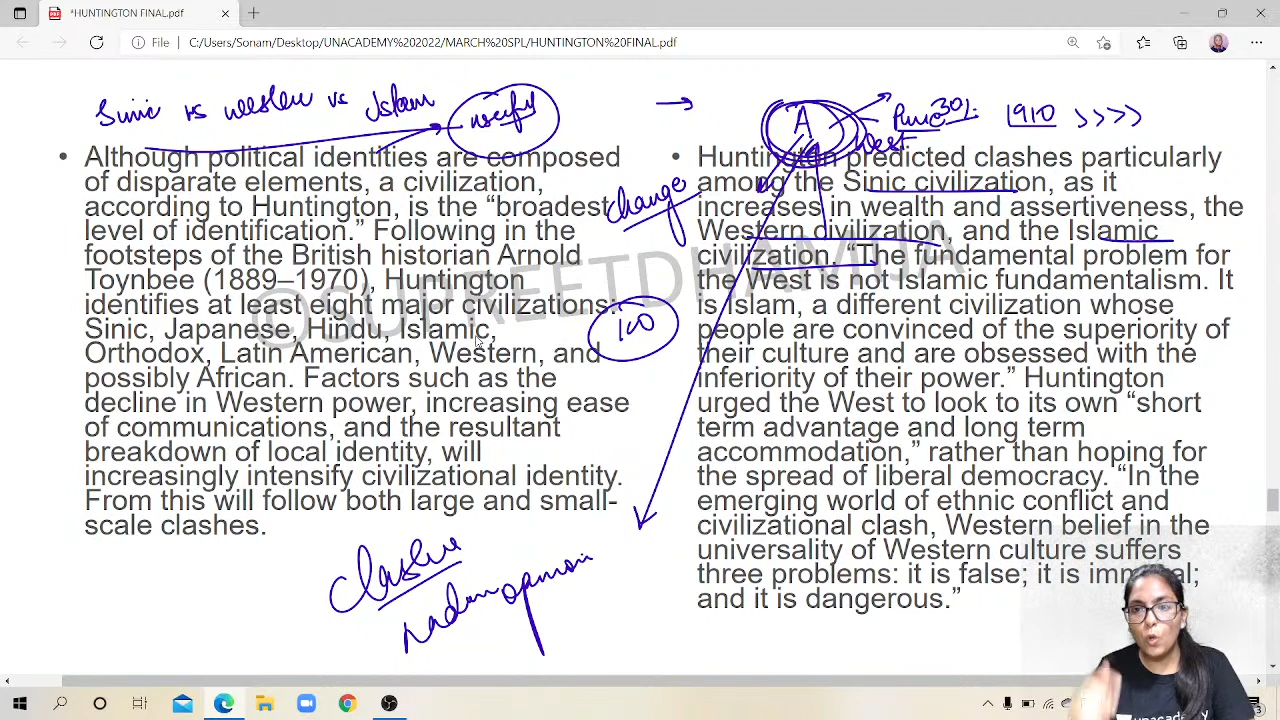 *HUNTINGTON FINAL.pdf
File C:/Users/Sonam/Desktop/UNACADEMY%202022/MARCH%20SPL/HUNTINGTON%20FINAL.pdf
Sinic vs western vs Islam
A
West
30%
1910 >>>>
• Although political identities are composed
of disparate elements, a civilization,
according to Huntington, is the “broadest
level of identification.” Following in the
footsteps of the British historian Arnold
Toynbee (1889–1970), Huntington
identifies at least eight major civilizations:
Sinic, Japanese, Hindu, Islamic,
Orthodox, Latin American, Western, and
possibly African. Factors such as the
decline in Western power, increasing ease
of communications, and the resultant
breakdown of local identity, will
increasingly intensify civilizational identity.
From this will follow both large and small-
scale clashes.
change
100
• Huntington predicted clashes particularly
among the Sinic civilization, as it
increases in wealth and assertiveness, the
Western civilization, and the Islamic
civilization. “The fundamental problem for
the West is not Islamic fundamentalism. It
is Islam, a different civilization whose
people are convinced of the superiority of
their culture and are obsessed with the
inferiority of their power.” Huntington
urged the West to look to its own “short
term advantage and long term
accommodation,” rather than hoping for
the spread of liberal democracy. “In the
emerging world of ethnic conflict and
civilizational clash, Western belief in the
universality of Western culture suffers
three problems: it is false; it is immoral;
and it is dangerous.”
©SUPREETDHAMIJA
unacademy